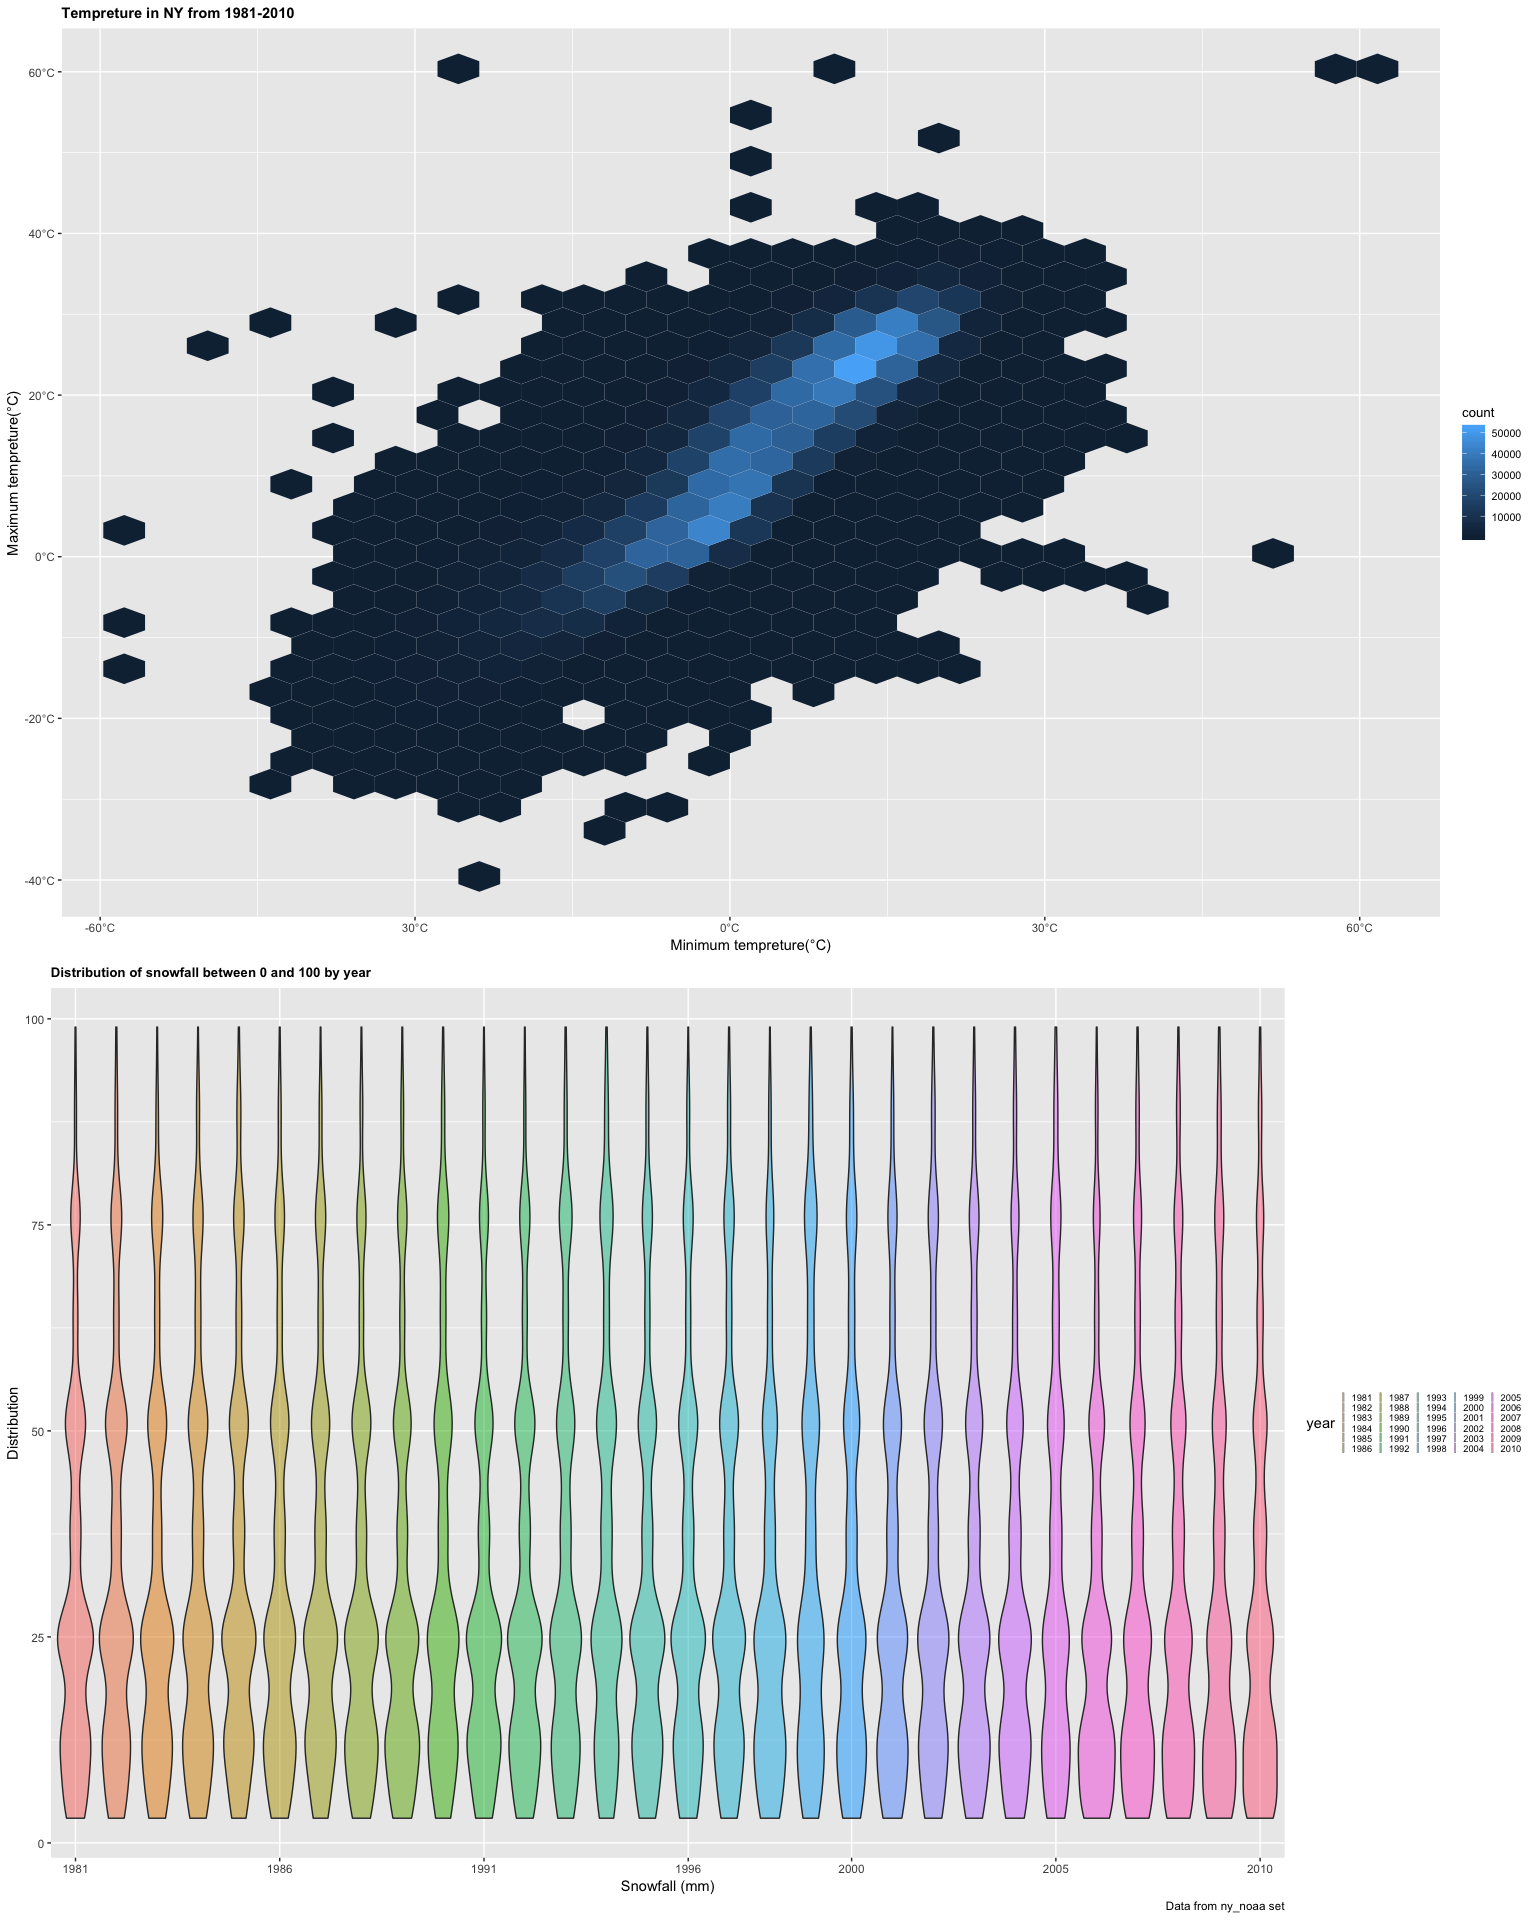 Tempreture in NY from 1981-2010
60°C
40°C
20°C
0°C
-20°C
-40°C
Maximum tempreture(°C)
-60°C 30°C 0°C 30°C 60°C
Minimum tempreture(°C)
count
50000
40000
30000
20000
10000
Distribution of snowfall between 0 and 100 by year
100
75
50
25
0
Distribution
1981 1986 1991 1996 2000 2005 2010
Snowfall (mm)
year
1981 1987 1993 1999 2005
1982 1988 1994 2000 2006
1983 1989 1995 2001 2007
1984 1990 1996 2002 2008
1985 1991 1997 2003 2009
1986 1992 1998 2004 2010
Data from ny_noaa set